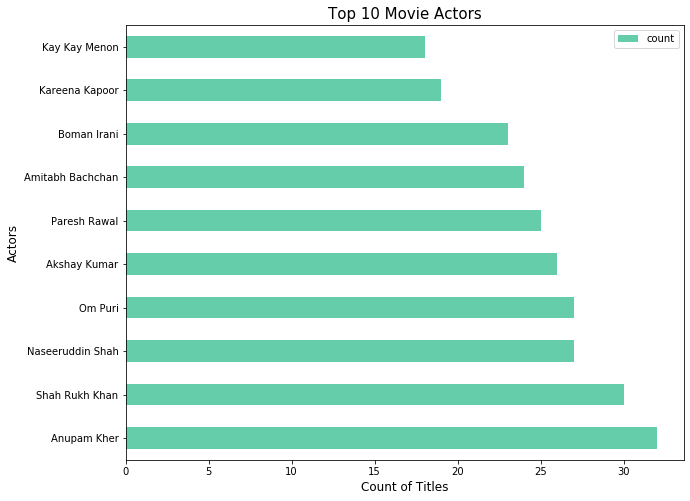 Top 10 Movie Actors
count
Actors
Kay Kay Menon
Kareena Kapoor
Boman Irani
Amitabh Bachchan
Paresh Rawal
Akshay Kumar
Om Puri
Naseeruddin Shah
Shah Rukh Khan
Anupam Kher
0 5 10 15 20 25 30
Count of Titles